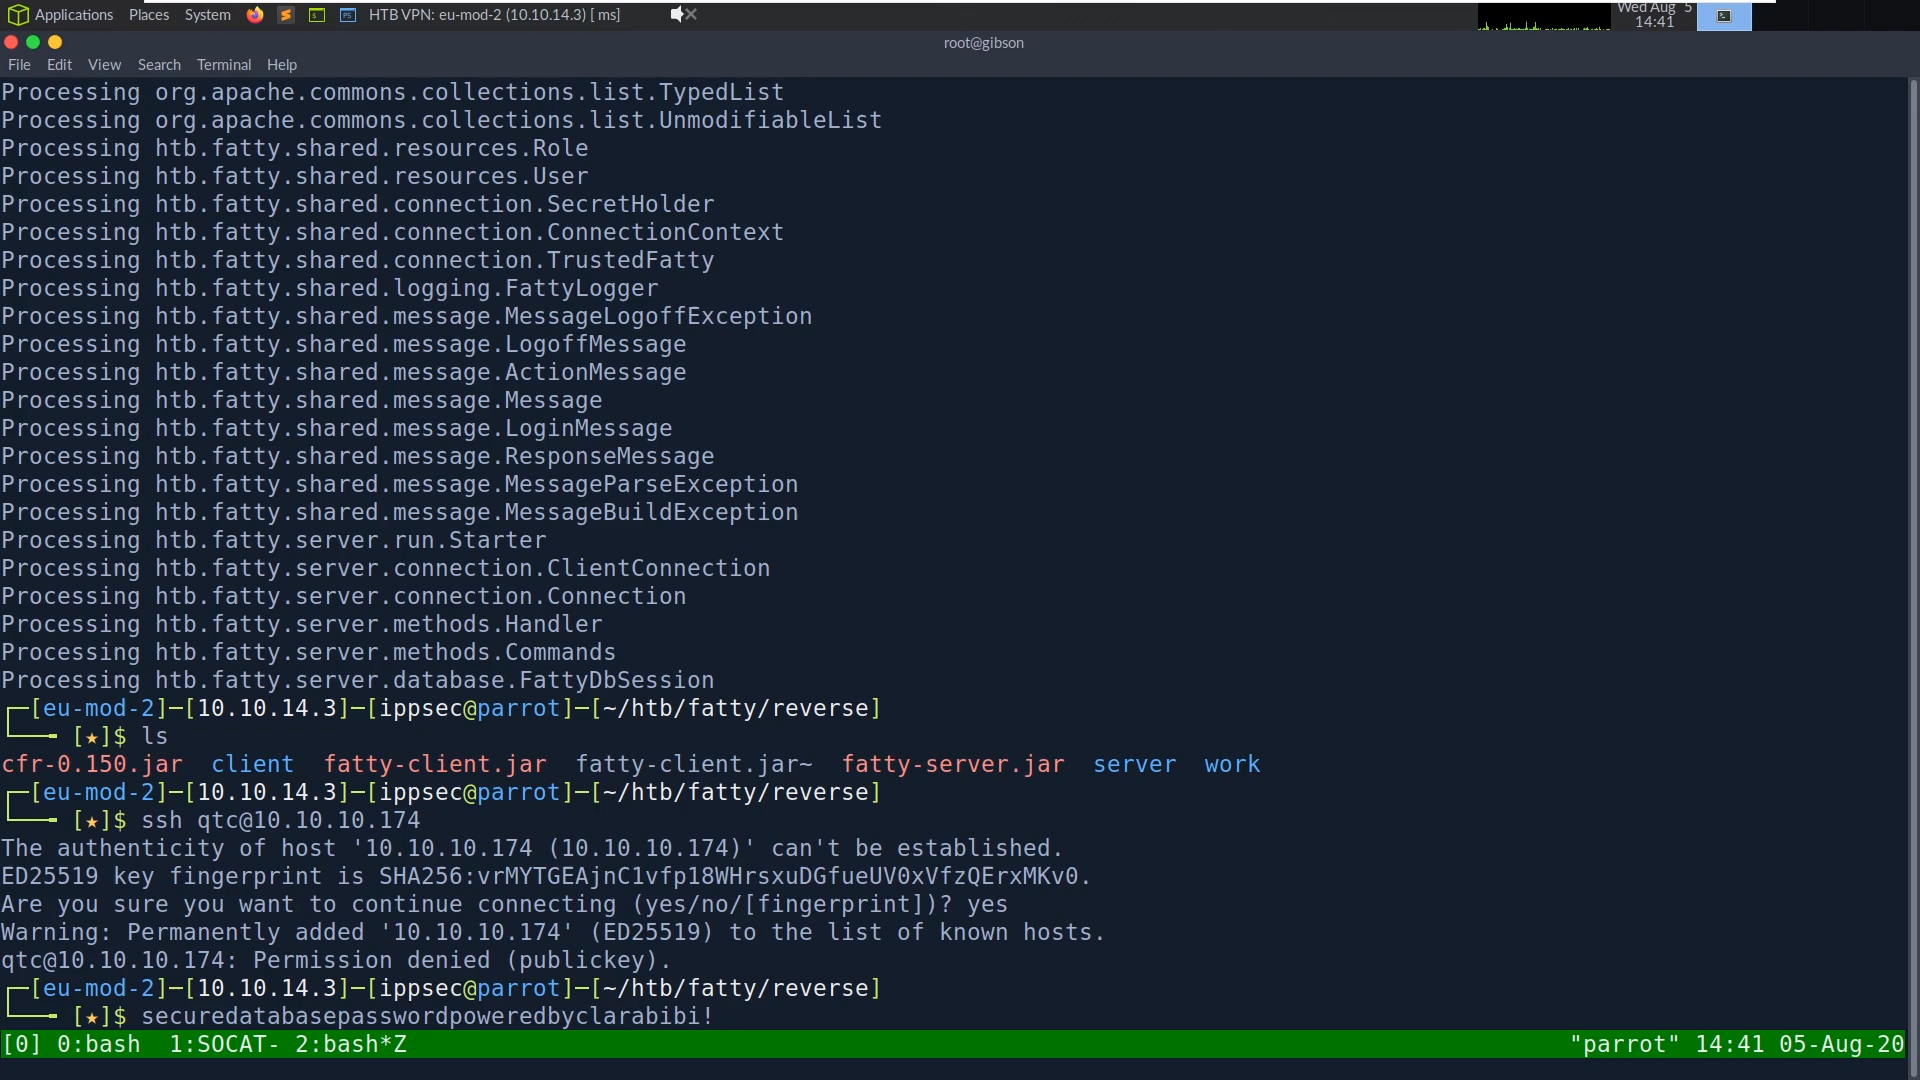 Applications Places System HTB VPN: eu-mod-2 (10.10.14.3) [ ms] Wed Aug 5
14:41
root@gibson
File Edit View Search Terminal Help
Processing org.apache.commons.collections.list.TypedList
Processing org.apache.commons.collections.list.UnmodifiableList
Processing htb.fatty.shared.resources.Role
Processing htb.fatty.shared.resources.User
Processing htb.fatty.shared.connection.SecretHolder
Processing htb.fatty.shared.connection.ConnectionContext
Processing htb.fatty.shared.connection.TrustedFatty
Processing htb.fatty.shared.logging.FattyLogger
Processing htb.fatty.shared.message.MessageLogoffException
Processing htb.fatty.shared.message.LogoffMessage
Processing htb.fatty.shared.message.ActionMessage
Processing htb.fatty.shared.message.Message
Processing htb.fatty.shared.message.LoginMessage
Processing htb.fatty.shared.message.ResponseMessage
Processing htb.fatty.shared.message.MessageParseException
Processing htb.fatty.shared.message.MessageBuildException
Processing htb.fatty.server.run.Starter
Processing htb.fatty.server.connection.ClientConnection
Processing htb.fatty.server.connection.Connection
Processing htb.fatty.server.methods.Handler
Processing htb.fatty.server.methods.Commands
Processing htb.fatty.server.database.FattyDbSession
┌─[eu-mod-2]─[10.10.14.3]─[ippsec@parrot]─[~/htb/fatty/reverse]
└──╼ [★]$ ls
cfr-0.150.jar client fatty-client.jar fatty-client.jar~ fatty-server.jar server work
┌─[eu-mod-2]─[10.10.14.3]─[ippsec@parrot]─[~/htb/fatty/reverse]
└──╼ [★]$ ssh qtc@10.10.10.174
The authenticity of host '10.10.10.174 (10.10.10.174)' can't be established.
ED25519 key fingerprint is SHA256:vrMYTGEAjnC1vfp18WHrsxuDGfueUV0xVfzQErxMKv0.
Are you sure you want to continue connecting (yes/no/[fingerprint])? yes
Warning: Permanently added '10.10.10.174' (ED25519) to the list of known hosts.
qtc@10.10.10.174: Permission denied (publickey).
┌─[eu-mod-2]─[10.10.14.3]─[ippsec@parrot]─[~/htb/fatty/reverse]
└──╼ [★]$ securedatabasepasswordpoweredbyclarabibi!
[0] 0:bash 1:SOCAT- 2:bash*Z "parrot" 14:41 05-Aug-20